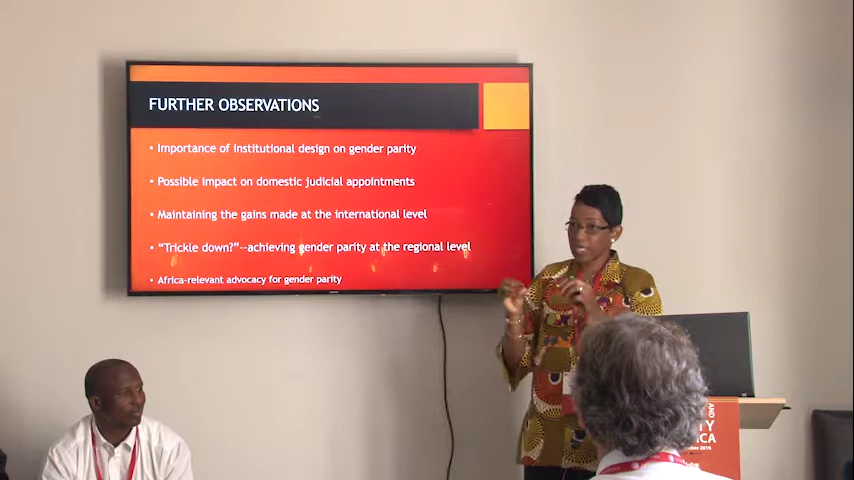 FURTHER OBSERVATIONS
• Importance of institutional design on gender parity
• Possible impact on domestic judicial appointments
• Maintaining the gains made at the international level
• “Trickle down?”--achieving gender parity at the regional level
• Africa-relevant advocacy for gender parity
AND
2016